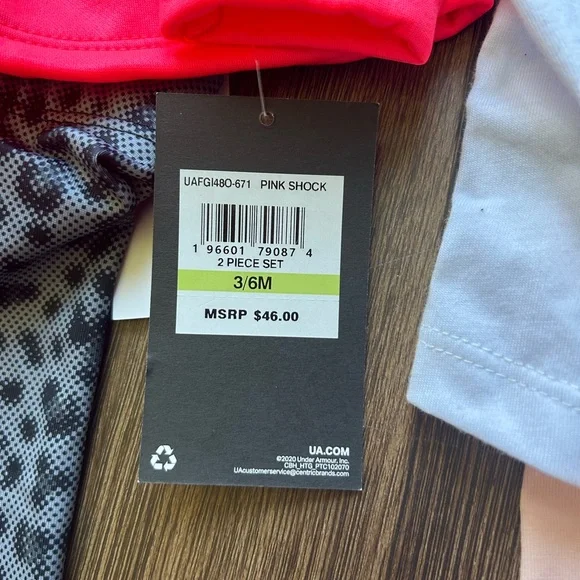 UAFGI48O-671 PINK SHOCK
1 96601 79087 4
2 PIECE SET
3/6M
MSRP $46.00
UA.COM
©2020 Under Armour, Inc.
CBH_HTG_PTC102070
UAcustomerservice@centricbrands.com